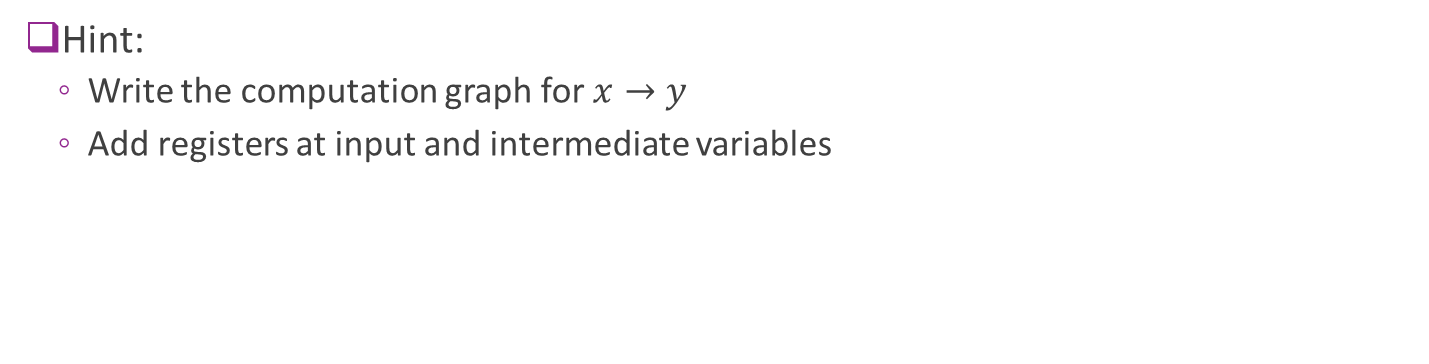 ❑Hint:
◦ Write the computation graph for 𝑥 → 𝑦
◦ Add registers at input and intermediate variables